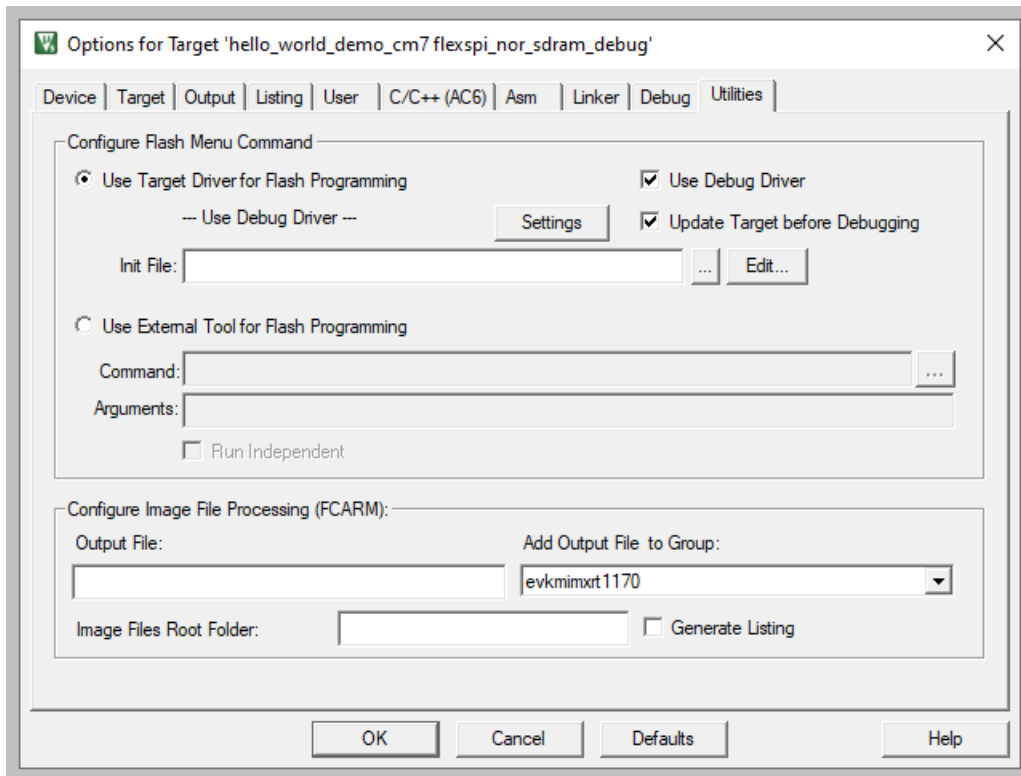 Options for Target 'hello_world_demo_cm7 flexspi_nor_sdram_debug'
Device Target Output Listing User C/C++ (AC6) Asm Linker Debug Utilities
Configure Flash Menu Command
Use Target Driver for Flash Programming Use Debug Driver
--- Use Debug Driver --- Settings Update Target before Debugging
Init File: ... Edit...
Use External Tool for Flash Programming
Command: ...
Arguments:
Run Independent
Configure Image File Processing (FCARM):
Output File: Add Output File to Group:
evkmimxrt1170
Image Files Root Folder: Generate Listing
OK Cancel Defaults Help